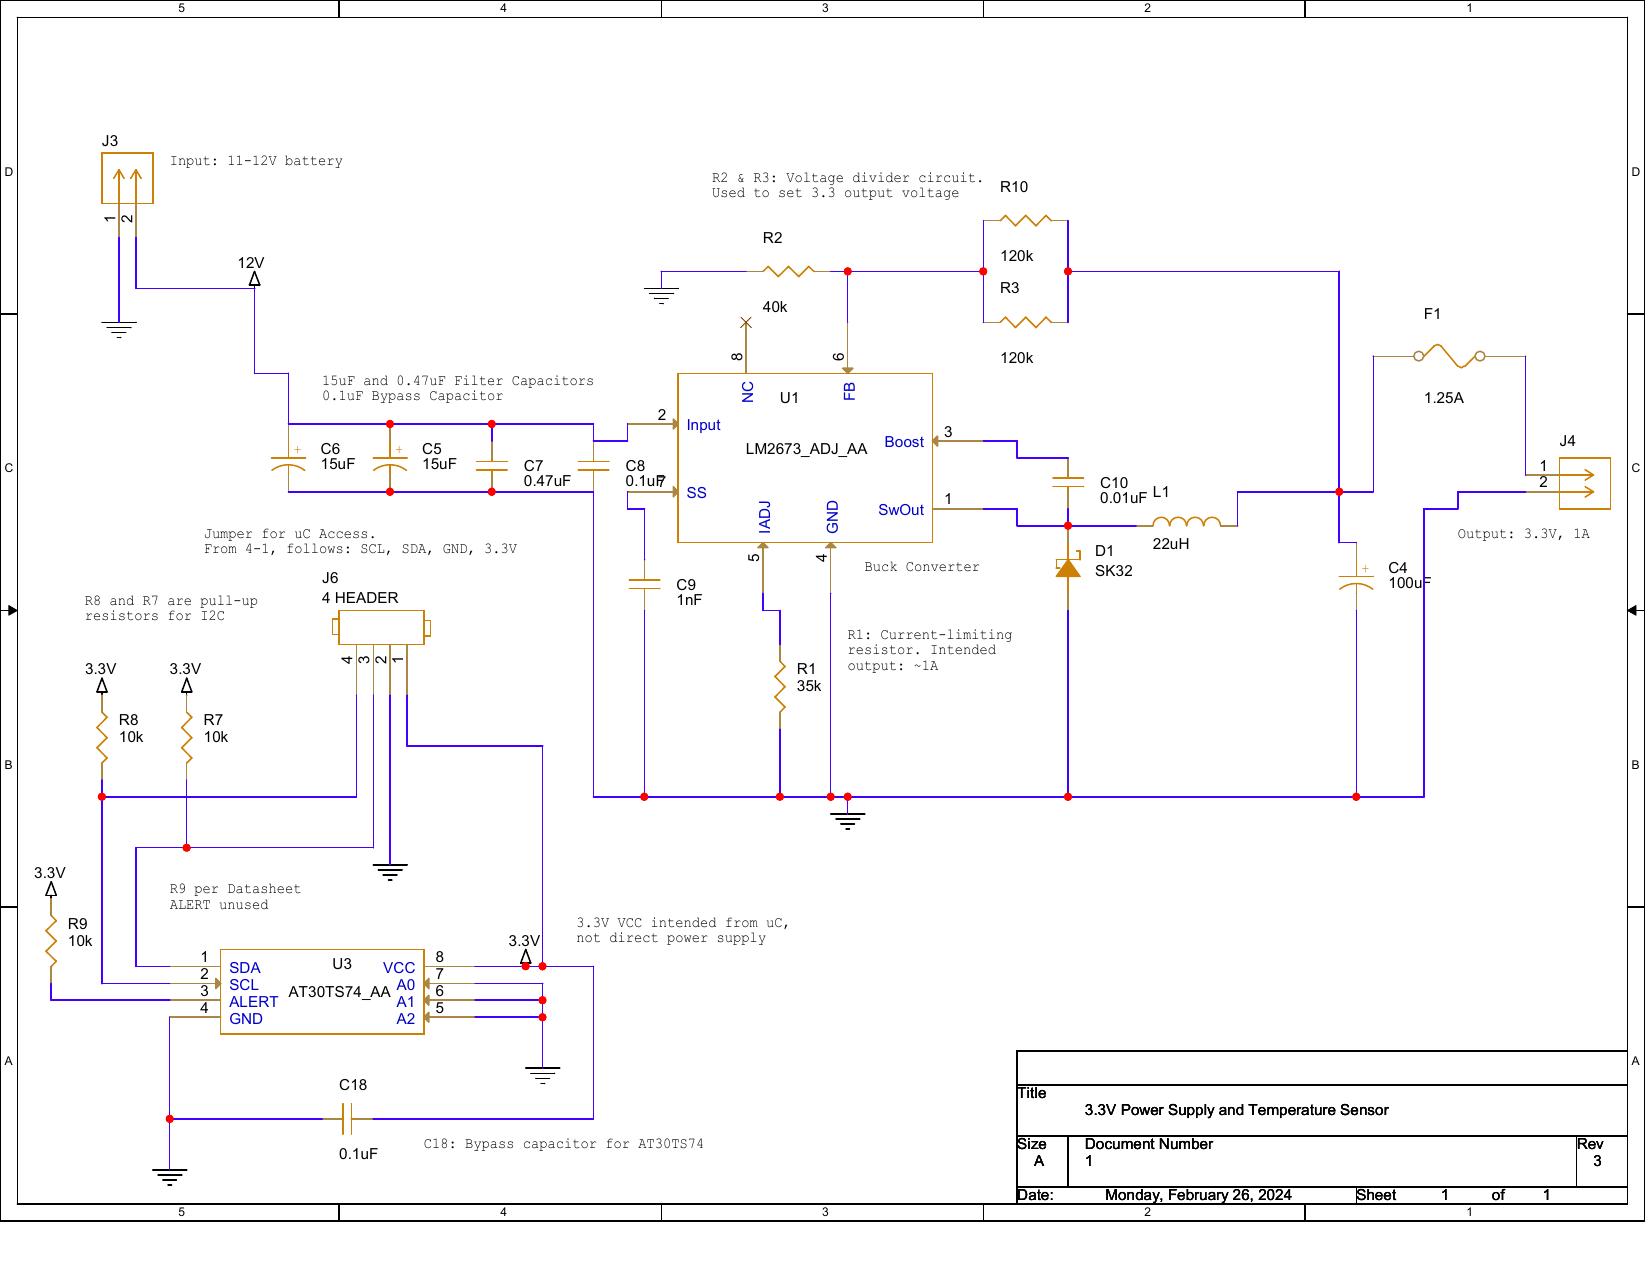 5 4 3 2 1
D
D
C
C
B
B
A
A
J3
Input: 11-12V battery
1
2
12V
R2 & R3: Voltage divider circuit.
Used to set 3.3 output voltage
R10
120k
R2
40k
R3
120k
F1
1.25A
15uF and 0.47uF Filter Capacitors
0.1uF Bypass Capacitor
C6
15uF
C5
15uF
C7
0.47uF
C8
0.1uF
8
NC
6
FB
U1
LM2673_ADJ_AA
2
Input
7
SS
Boost
3
SwOut
1
IADJ
5
GND
4
Buck Converter
C10
0.01uF
L1
22uH
D1
SK32
J4
1
2
Output: 3.3V, 1A
C4
100uF
C9
1nF
R1: Current-limiting
resistor. Intended
output: ~1A
R1
35k
Jumper for uC Access.
From 4-1, follows: SCL, SDA, GND, 3.3V
J6
4 HEADER
4
3
2
1
R8 and R7 are pull-up
resistors for I2C
3.3V
3.3V
R8
10k
R7
10k
3.3V
R9 per Datasheet
ALERT unused
R9
10k
3.3V VCC intended from uC,
not direct power supply
3.3V
U3
AT30TS74_AA
1
SDA
2
SCL
3
ALERT
4
GND
VCC
8
A0
7
A1
6
A2
5
C18
0.1uF
C18: Bypass capacitor for AT30TS74
Title
3.3V Power Supply and Temperature Sensor
Size
A
Document Number
1
Rev
3
Date: Monday, February 26, 2024 Sheet 1 of 1
5 4 3 2 1